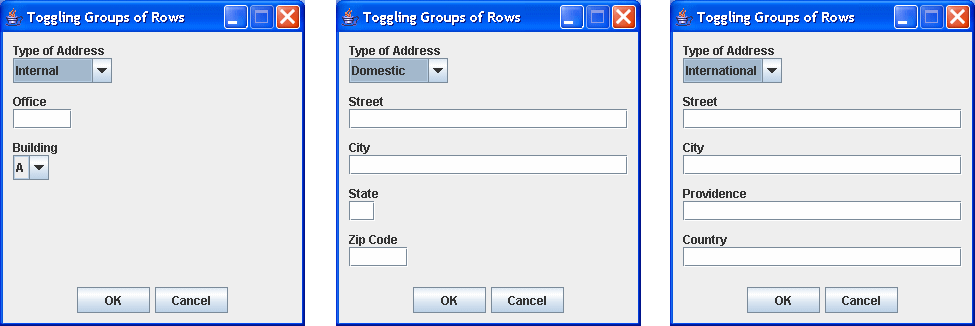 Toggling Groups of Rows
Type of Address
Internal
Office
Building
A
OK Cancel
Toggling Groups of Rows
Type of Address
Domestic
Street
City
State
Zip Code
OK Cancel
Toggling Groups of Rows
Type of Address
International
Street
City
Providence
Country
OK Cancel